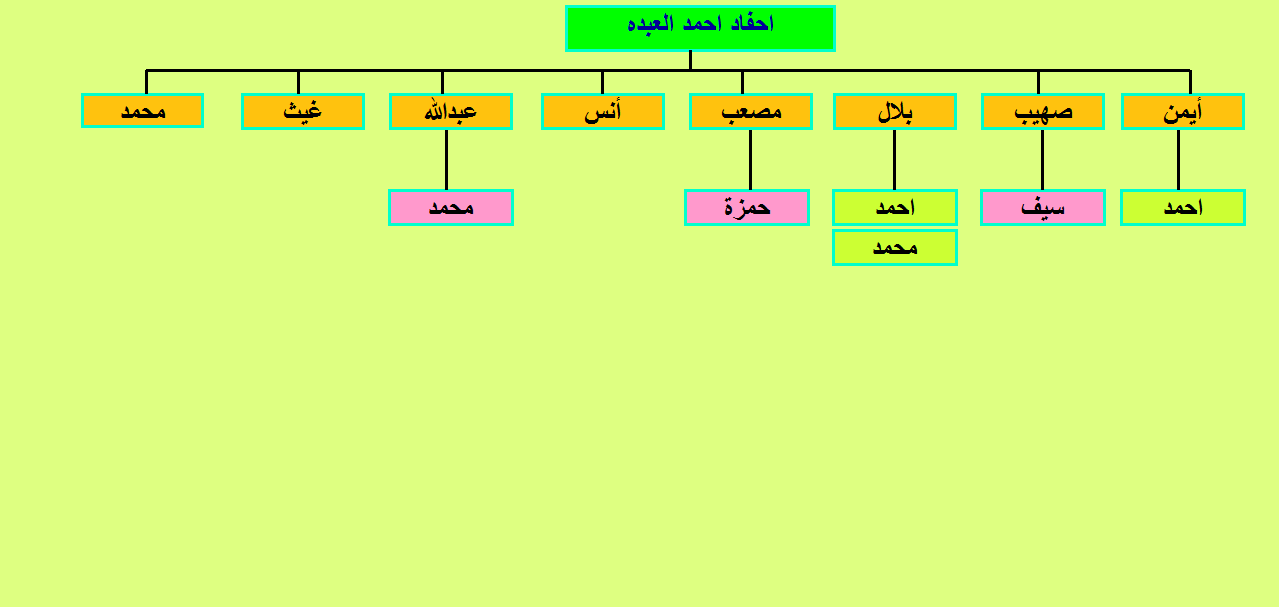 احفاد احمد العبده
أيمن
صهيب
بلال
مصعب
أنس
عبدالله
غيث
محمد
احمد
سيف
احمد
حمزة
محمد
محمد